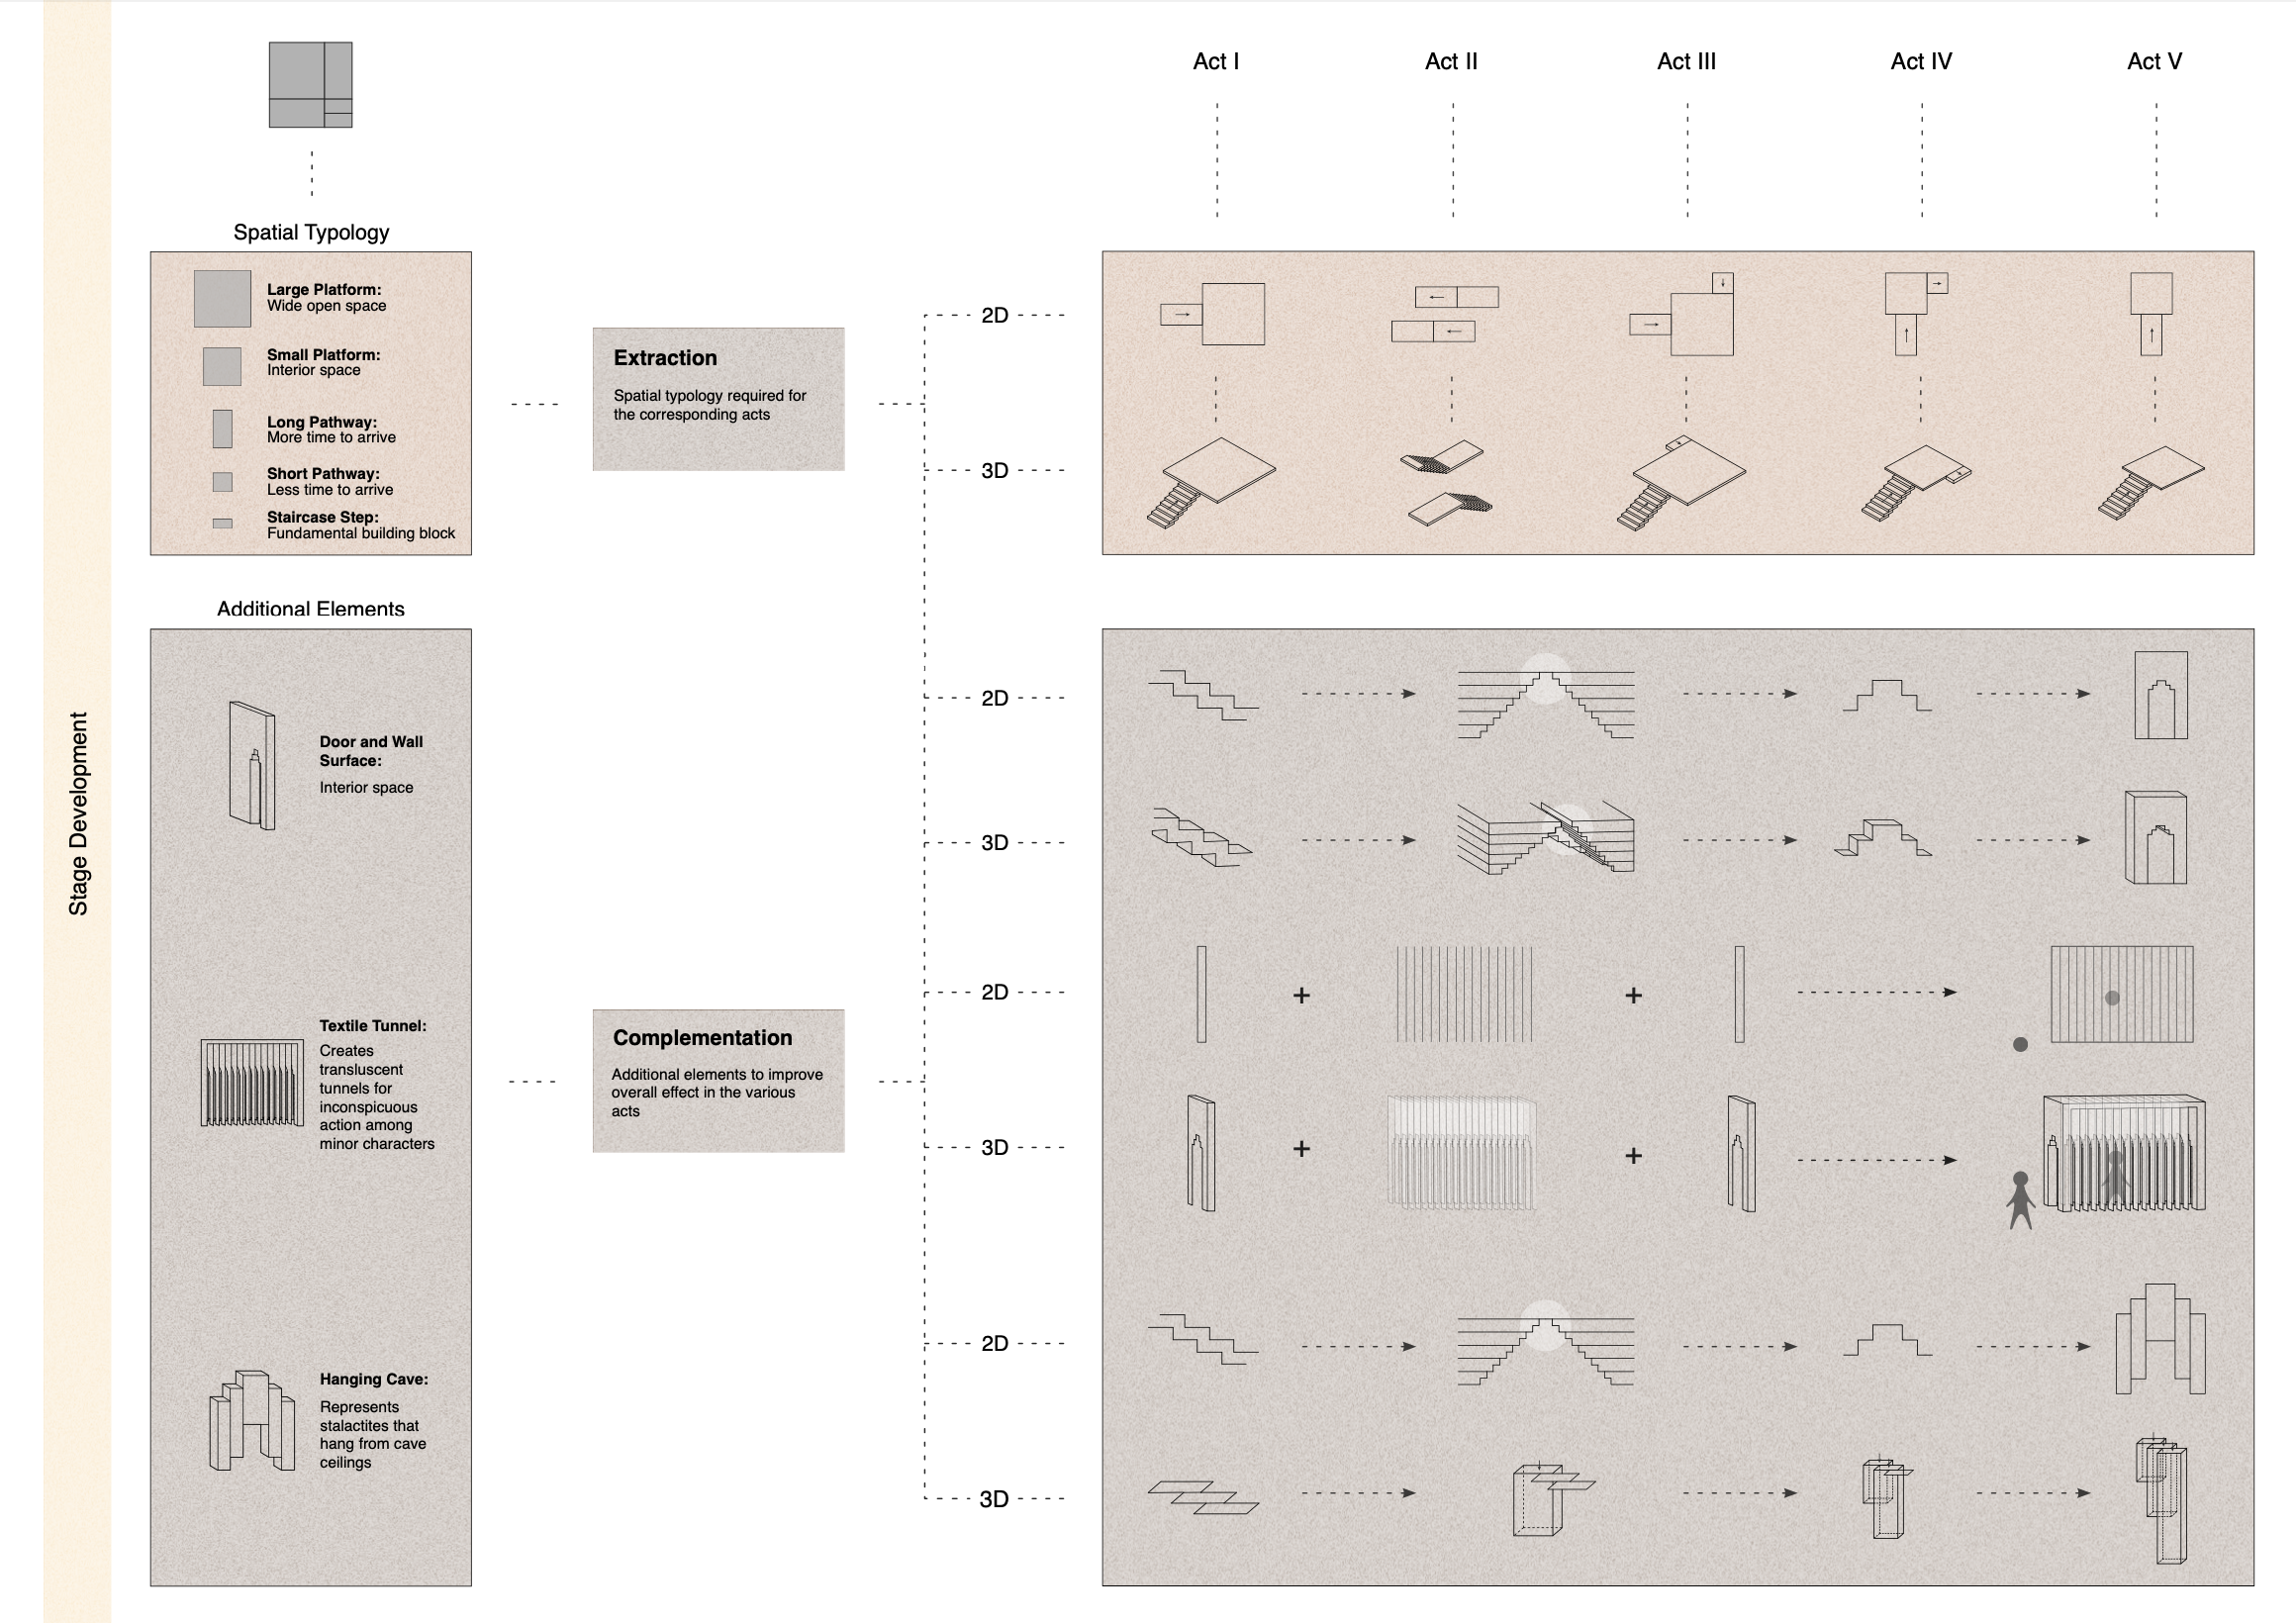 Act I
Act II
Act III
Act IV
Act V
Spatial Typology
Large Platform:
Wide open space
Small Platform:
Interior space
Long Pathway:
More time to arrive
Short Pathway:
Less time to arrive
Staircase Step:
Fundamental building block
Extraction
Spatial typology required for
the corresponding acts
2D
3D
Additional Elements
Stage Development
Door and Wall
Surface:
Interior space
Textile Tunnel:
Creates
transluscent
tunnels for
inconspicuous
action among
minor characters
Hanging Cave:
Represents
stalactites that
hang from cave
ceilings
Complementation
Additional elements to improve
overall effect in the various
acts
2D
3D
2D
+
+
3D
+
+
2D
3D